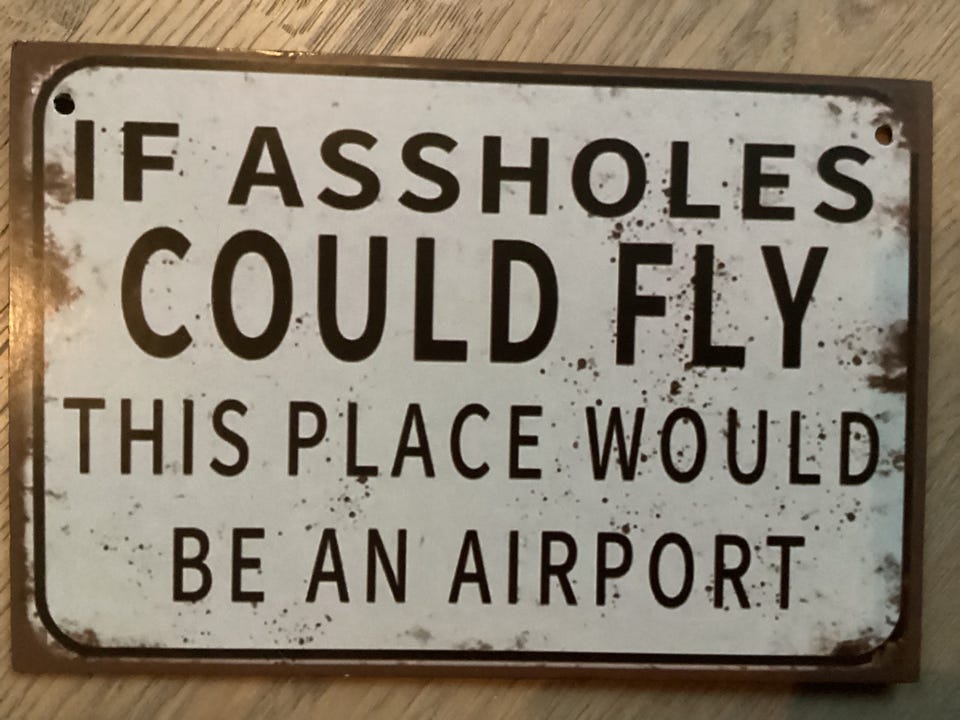 IF ASSHOLES
COULD FLY
THIS PLACE WOULD
BE AN AIRPORT